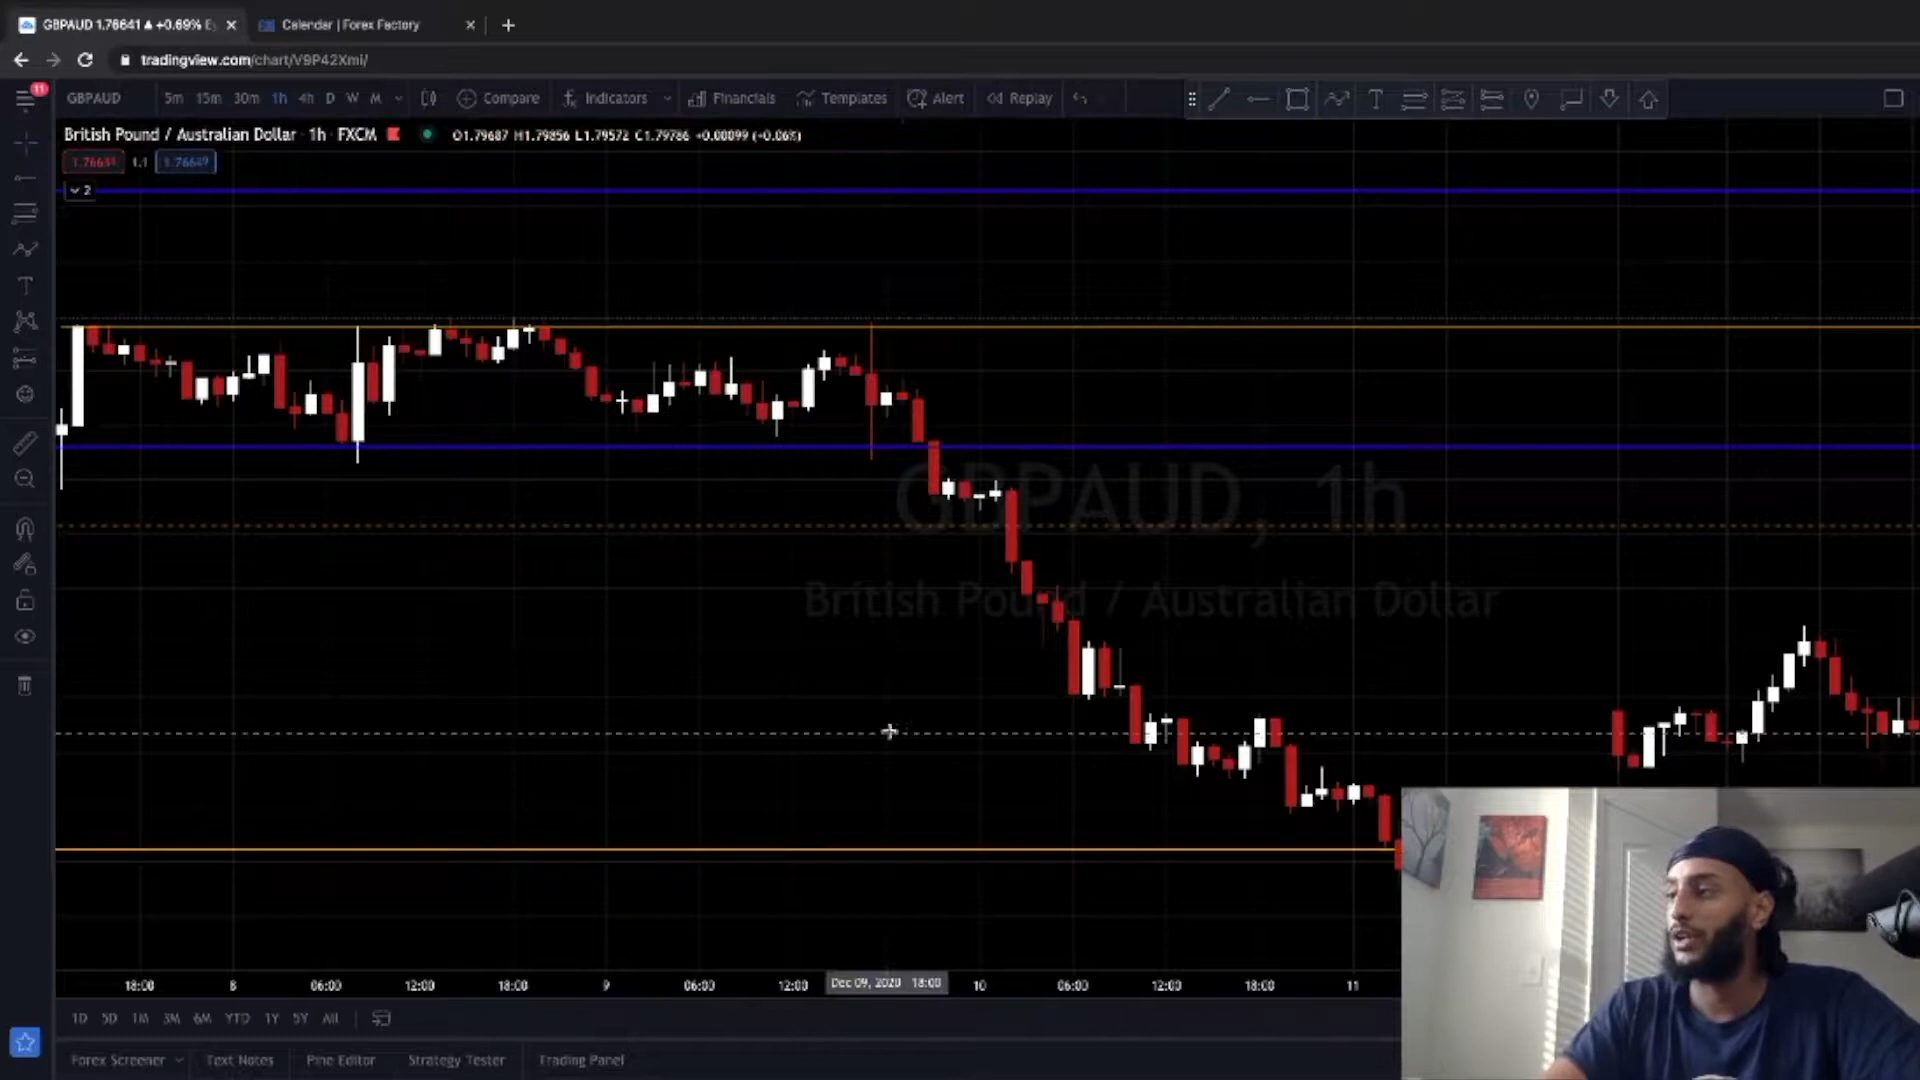 GBPAUD 1.76641 ▲ +0.69%
Calendar | Forex Factory
tradingview.com/chart/V9P42Xmi/
11
GBPAUD 5m 15m 30m 1h 4h D W M Compare Indicators Financials Templates Alert Replay
British Pound / Australian Dollar · 1h · FXCM O1.79687 H1.79856 L1.79572 C1.79786 +0.00099 (+0.06%)
1.1
2
GBPAUD, 1h
British Pound / Australian Dollar
18:00 8 06:00 12:00 18:00 9 06:00 12:00 Dec 09, 2020 18:00 10 06:00 12:00 18:00 11
1D 5D 1M 3M 6M YTD 1Y 5Y All
Forex Screener Text Notes Pine Editor Strategy Tester Trading Panel